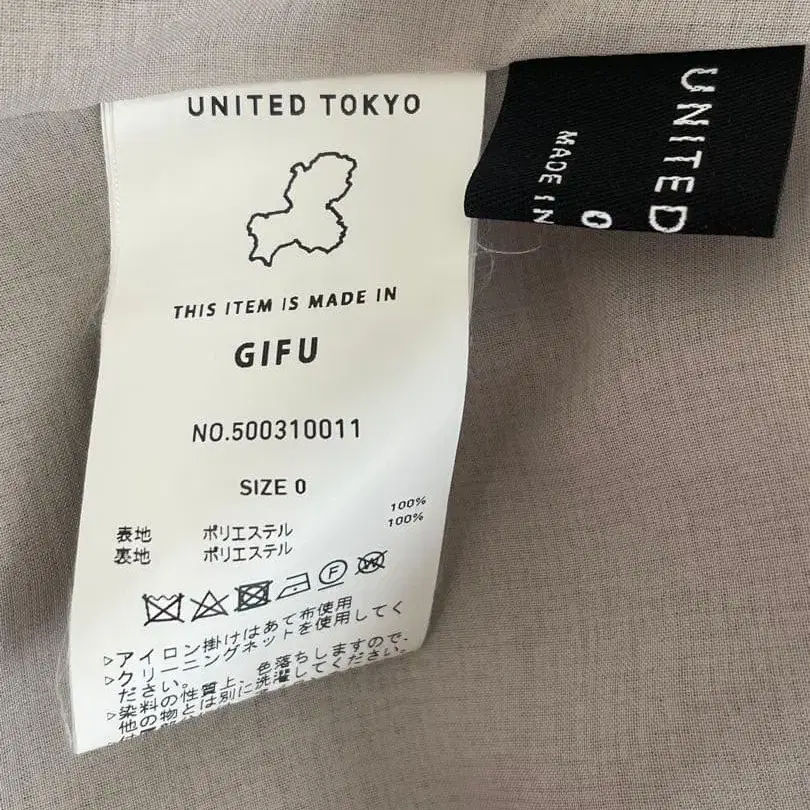 UNITED TOKYO
THIS ITEM IS MADE IN
GIFU
NO.500310011
SIZE 0
表地 ポリエステル 100%
裏地 ポリエステル 100%
F
W
▷アイロン掛けはあて布使用
▷クリーニングネットを使用してく
ださい。
▷染料の性質上、色落ちしますので、
他の物とは別に洗濯してください。
UNITED
0
MADE IN